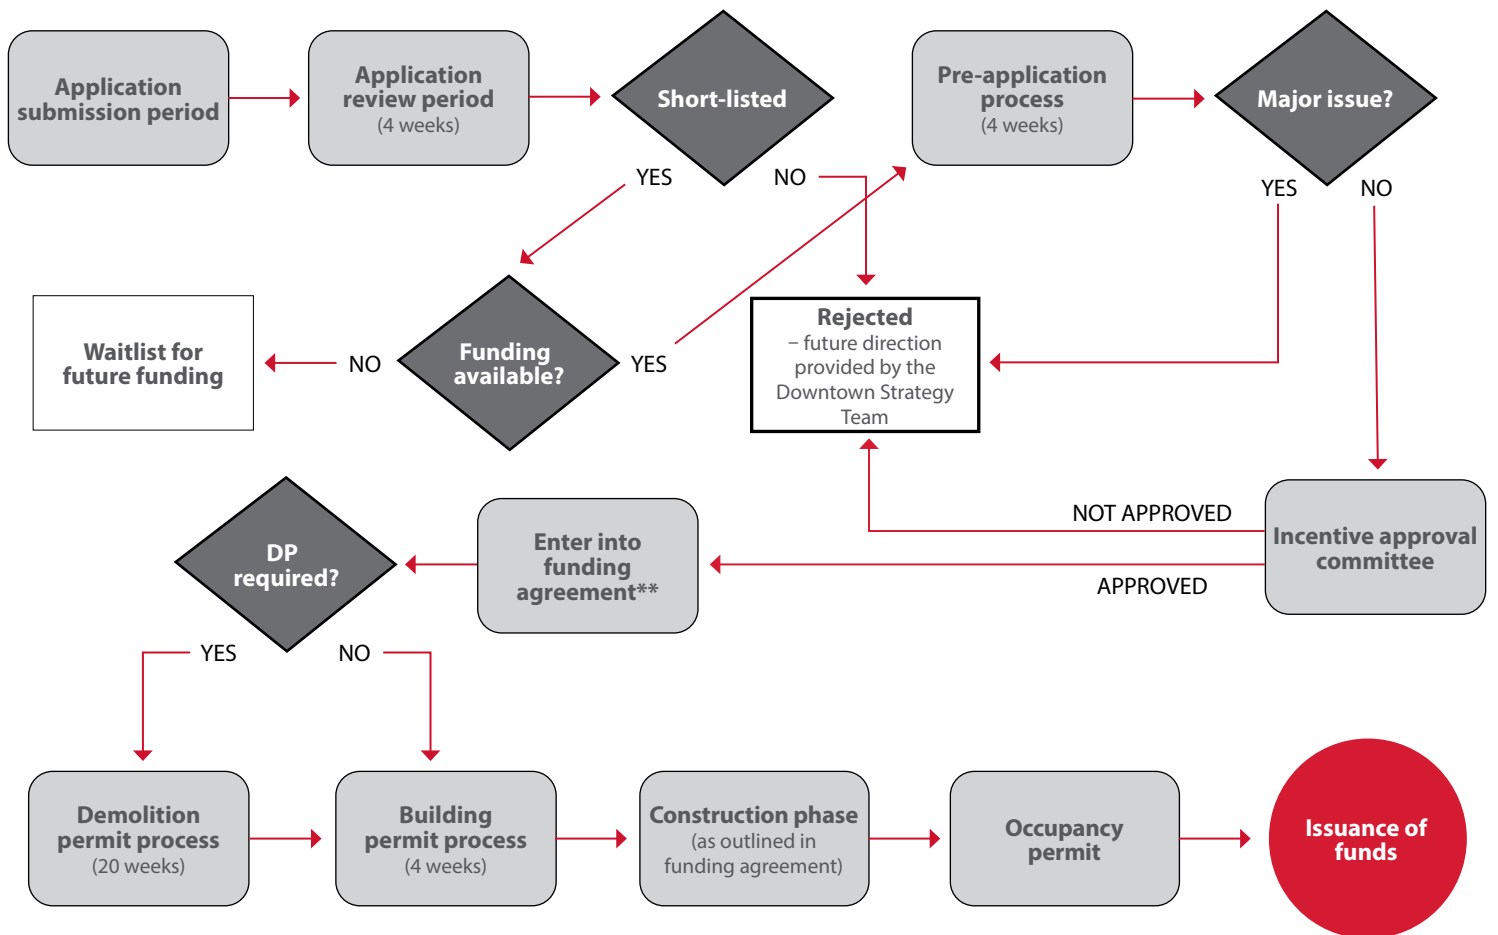 Application
submission period
Application
review period
(4 weeks)
Short-listed
Pre-application
process
(4 weeks)
Major issue?
YES
NO
YES
NO
Waitlist for
future funding
NO
Funding
available?
YES
Rejected
– future direction
provided by the
Downtown Strategy
Team
NOT APPROVED
Incentive approval
committee
APPROVED
Enter into
funding
agreement**
DP
required?
YES
NO
Demolition
permit process
(20 weeks)
Building
permit process
(4 weeks)
Construction phase
(as outlined in
funding agreement)
Occupancy
permit
Issuance of
funds